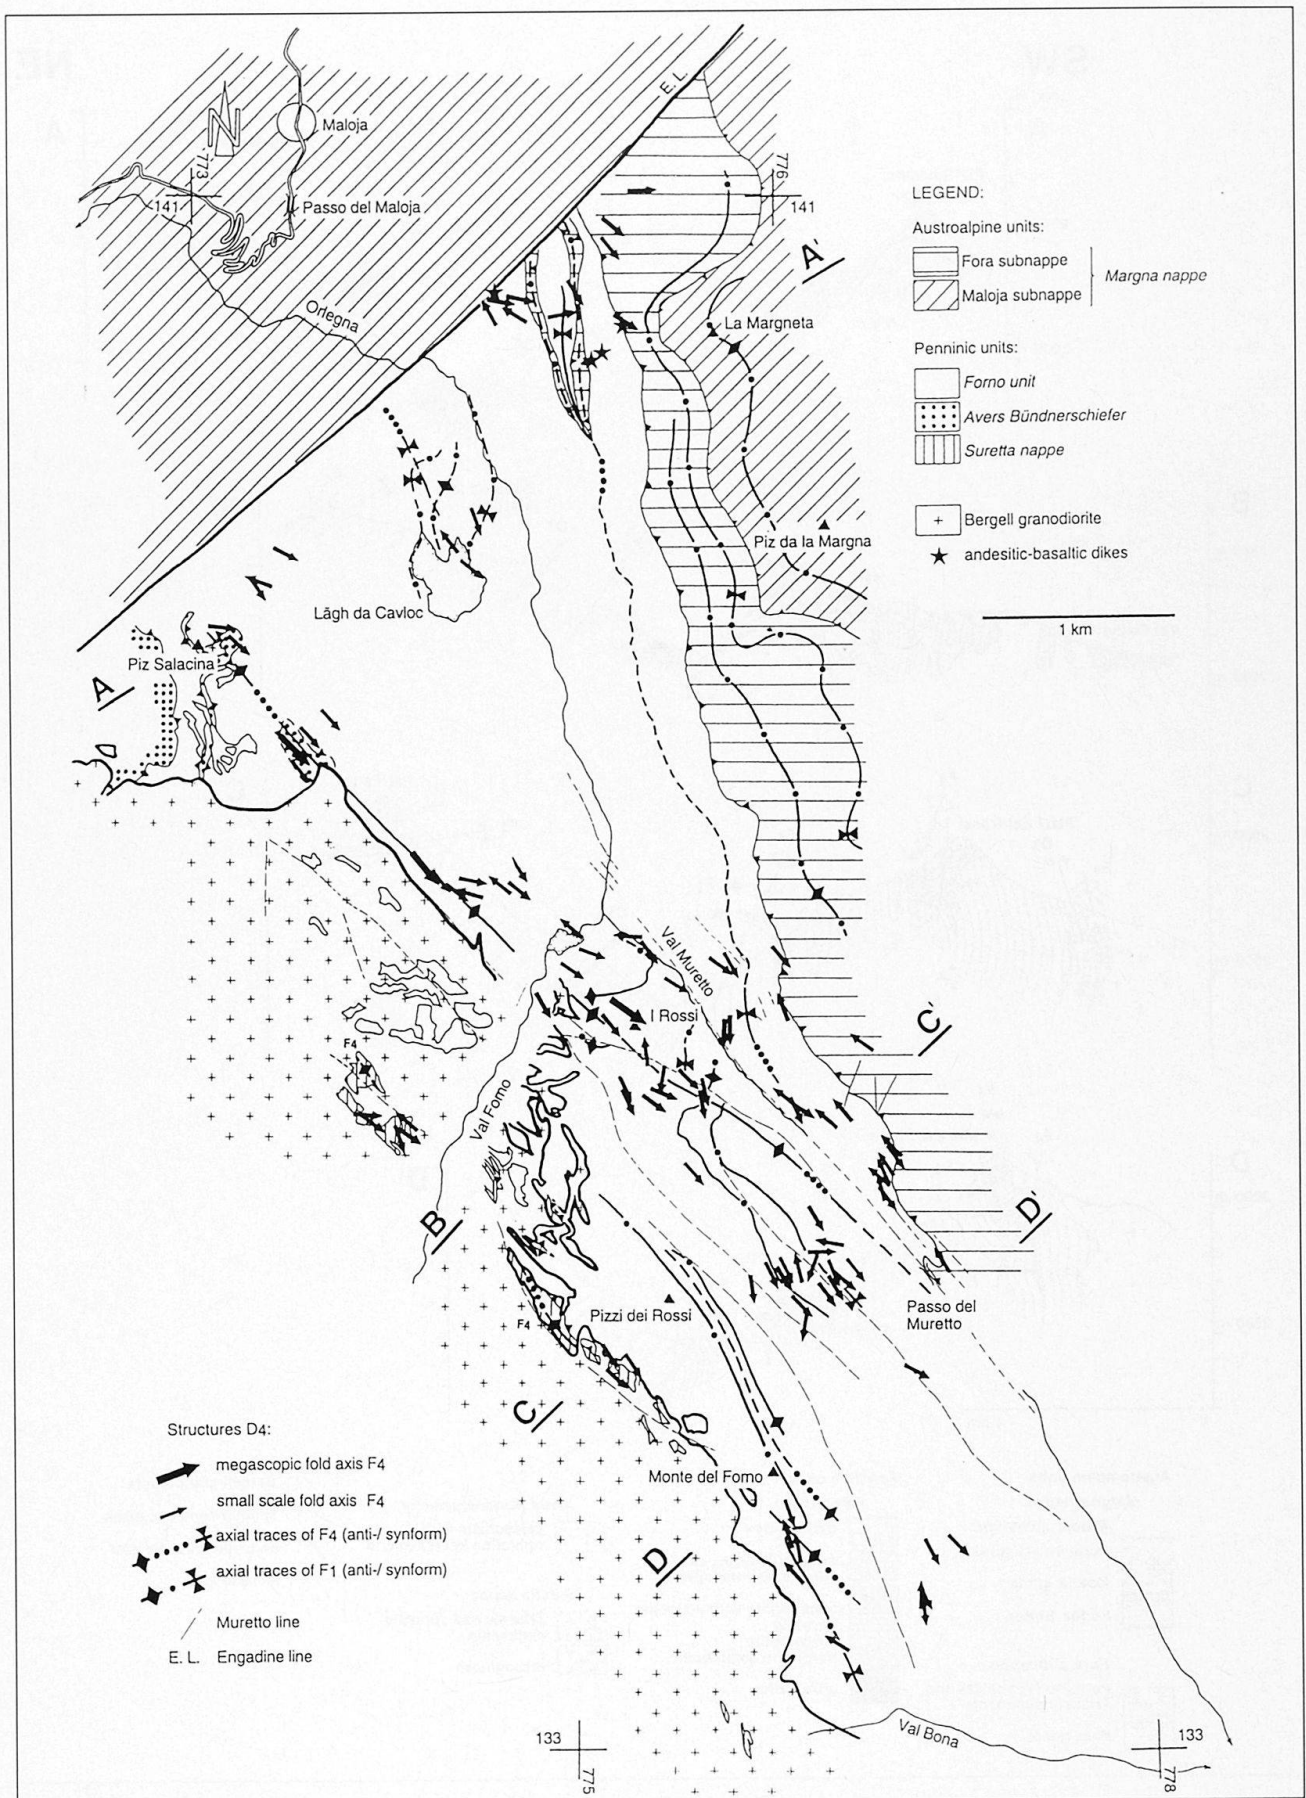 E. L.
N
Maloja
773
776
141
Passo del Maloja
141
LEGEND:
Austroalpine units:
Fora subnappe
Maloja subnappe
Margna nappe
A'
Orlegna
La Margneta
Penninic units:
Forno unit
Avers Bündnerschiefer
Suretta nappe
Bergell granodiorite
andesitic-basaltic dikes
Piz da la Margna
1 km
Lägh da Cavloc
Piz Salacina
A
Val Muretto
I Rossi
C'
F4
Val Forno
B
D'
Passo del
Muretto
Pizzi dei Rossi
F4
C
Structures D4:
megascopic fold axis F4
small scale fold axis F4
axial traces of F4 (anti-/ synform)
axial traces of F1 (anti-/ synform)
Muretto line
E. L. Engadine line
Monte del Forno
D
133
775
Val Bona
133
778